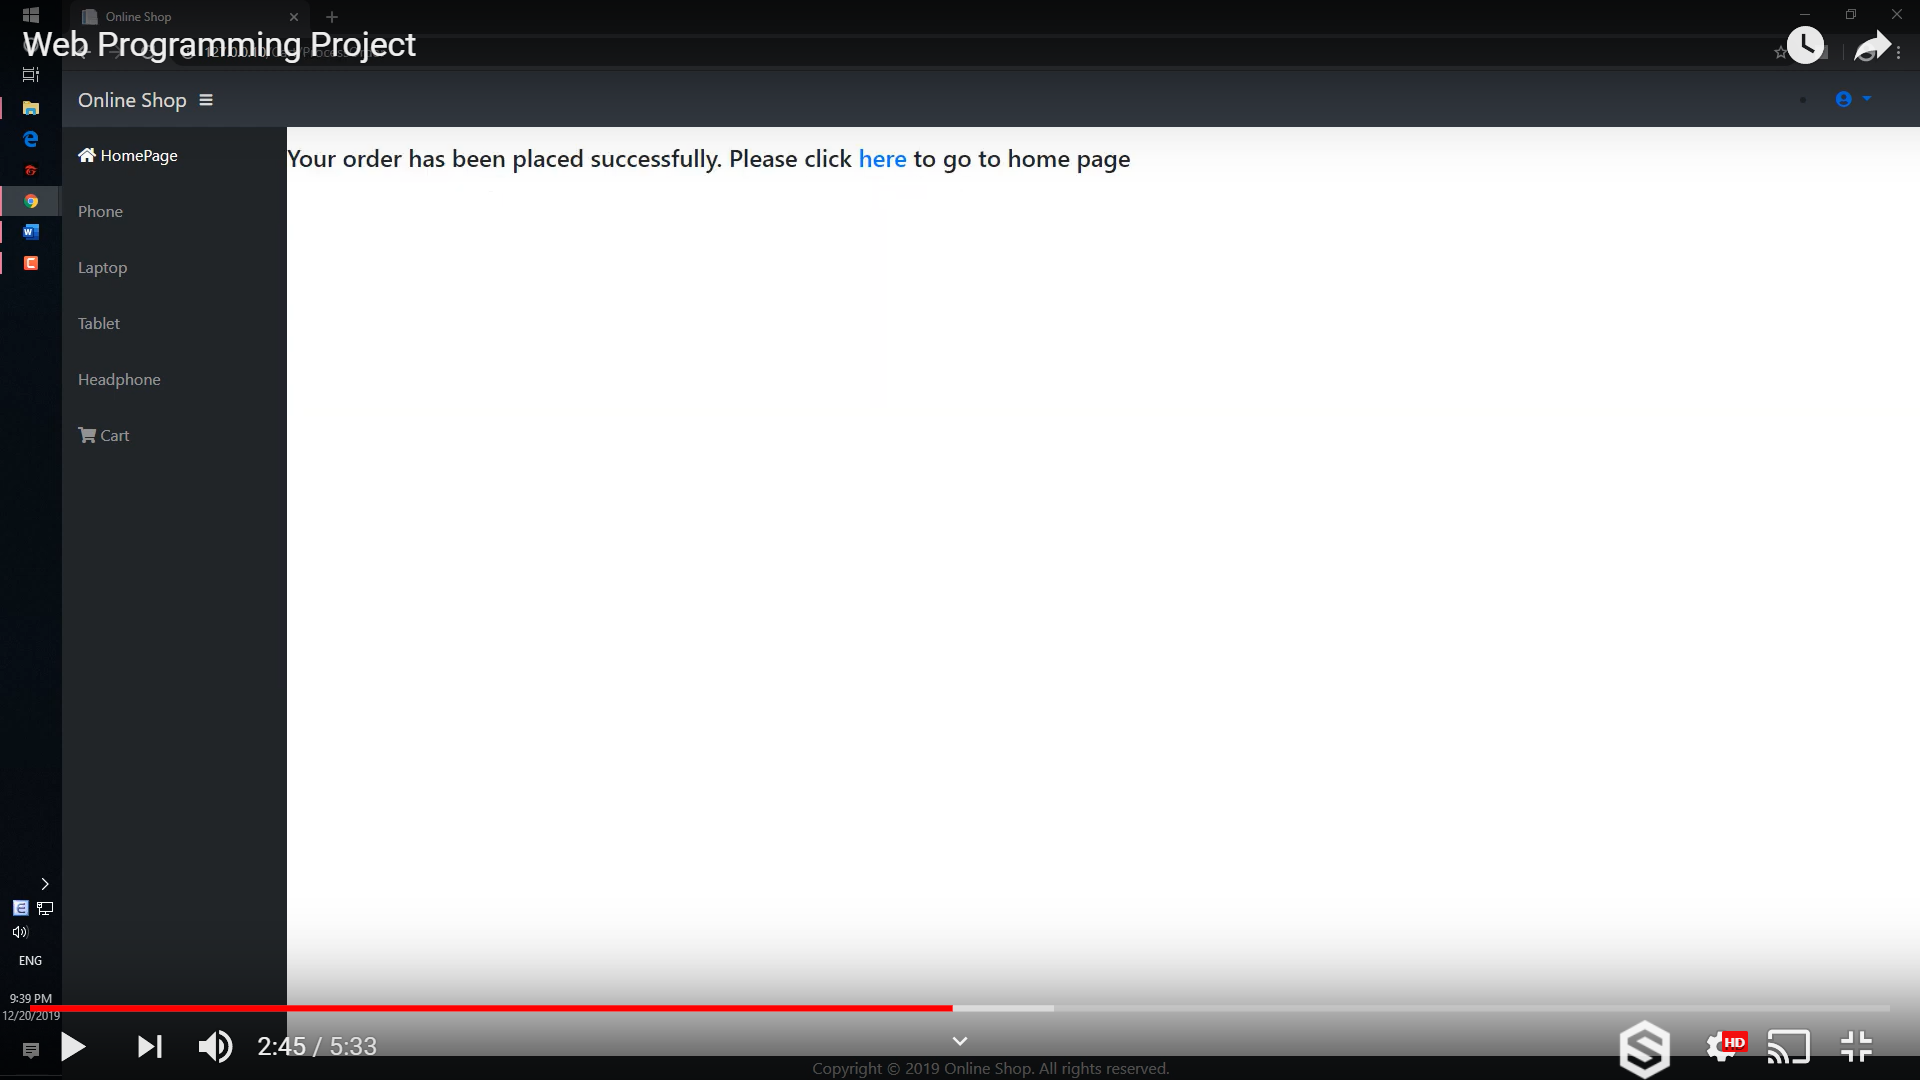 Online Shop
Web Programming Project
Online Shop
HomePage
Your order has been placed successfully. Please click here to go to home page
Phone
Laptop
Tablet
Headphone
Cart
ENG
9:39 PM
12/20/2019
2:45 / 5:33
HD
Copyright © 2019 Online Shop. All rights reserved.